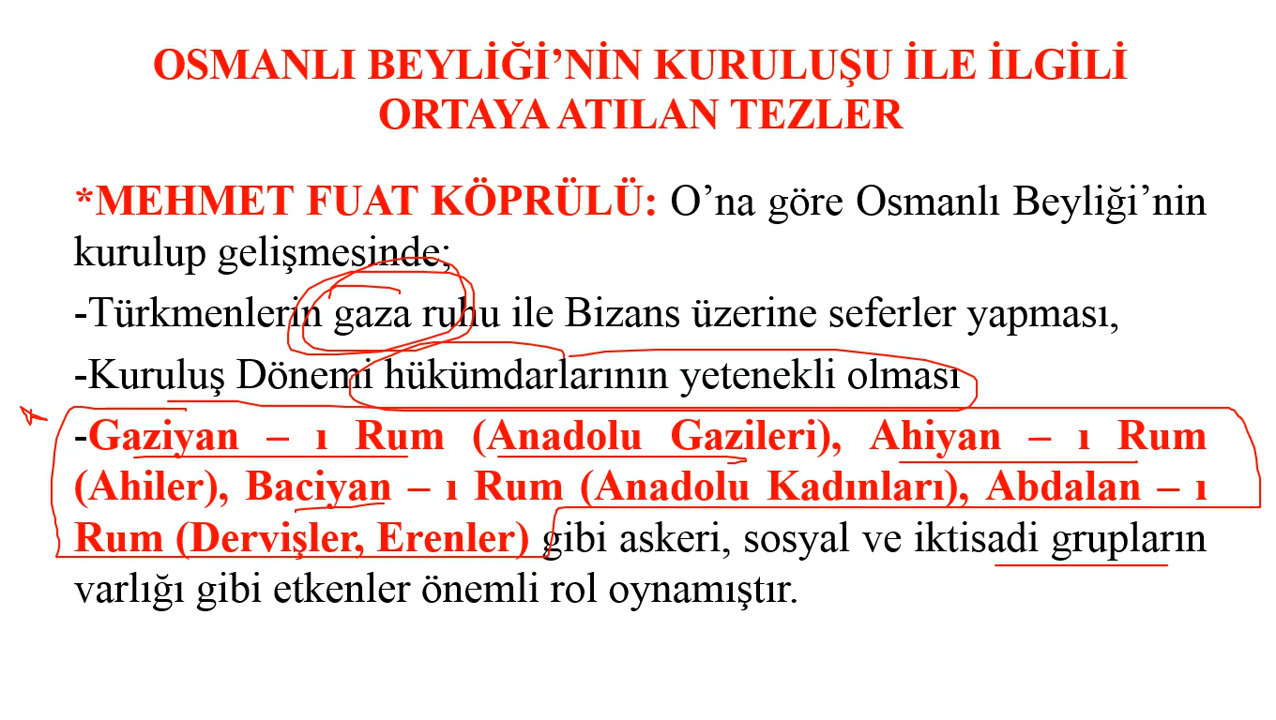 OSMANLI BEYLİĞİ’NİN KURULUŞU İLE İLGİLİ
ORTAYA ATILAN TEZLER
*MEHMET FUAT KÖPRÜLÜ: O’na göre Osmanlı Beyliği’nin
kurulup gelişmesinde;
-Türkmenlerin gaza ruhu ile Bizans üzerine seferler yapması,
-Kuruluş Dönemi hükümdarlarının yetenekli olması
-Gaziyan – ı Rum (Anadolu Gazileri), Ahiyan – ı Rum
(Ahiler), Baciyan – ı Rum (Anadolu Kadınları), Abdalan – ı
Rum (Dervişler, Erenler) gibi askeri, sosyal ve iktisadi grupların
varlığı gibi etkenler önemli rol oynamıştır.